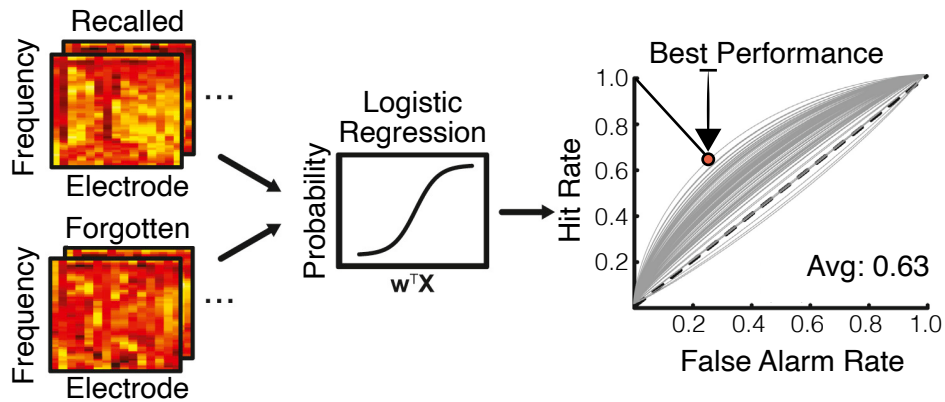 Recalled
Frequency
...
Electrode
Forgotten
Frequency
...
Electrode
Logistic
Regression
Probability
wᵀX
Best Performance
Hit Rate
1.0
0.8
0.6
0.4
0.2
Avg: 0.63
0.2 0.4 0.6 0.8 1.0
False Alarm Rate